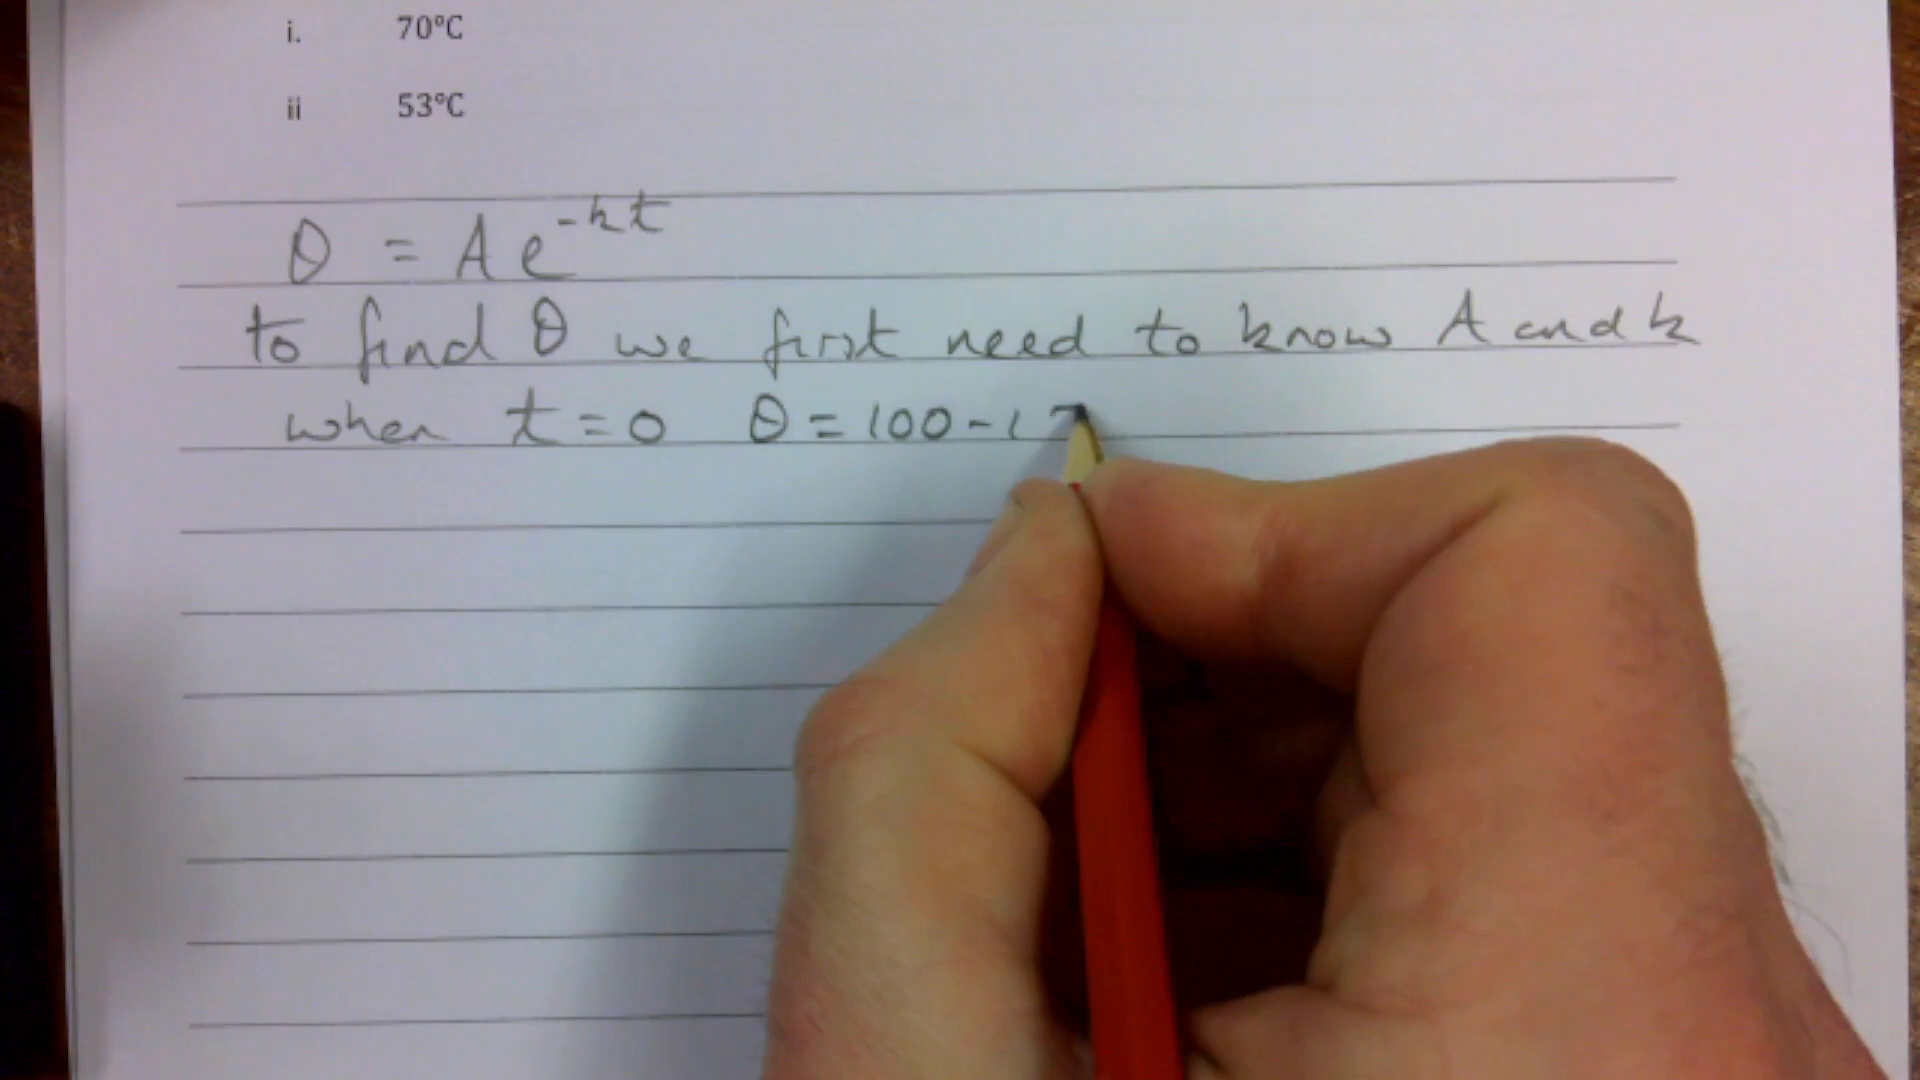 i. 70°C
ii 53°C
θ = Ae^-kt
to find θ we first need to know A and k
when t = 0 θ = 100 - 1